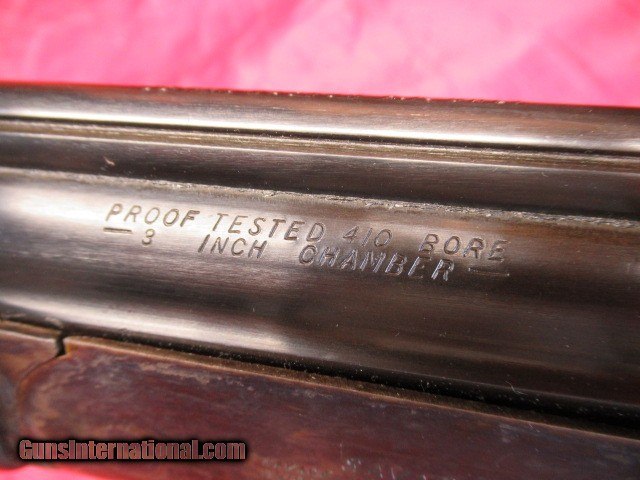 PROOF TESTED 410 BORE
— 3 INCH CHAMBER —
GunsInternational.com